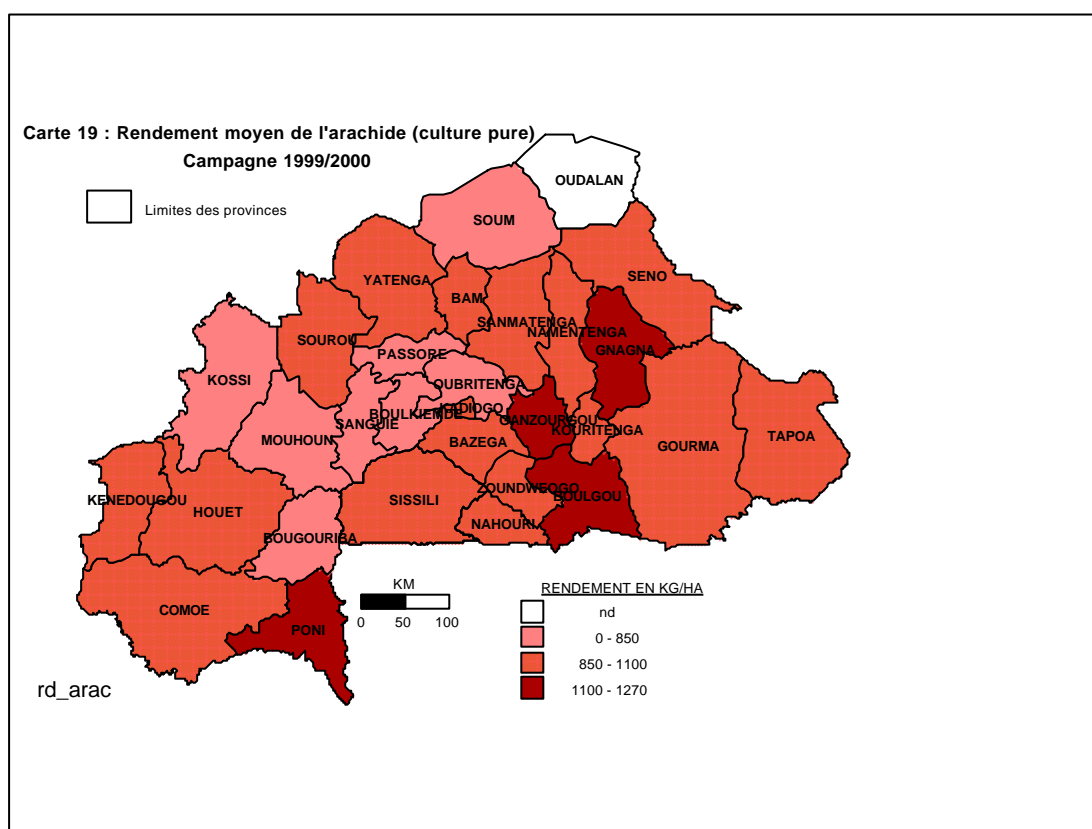 Carte 19 : Rendement moyen de l'arachide (culture pure)
Campagne 1999/2000
Limites des provinces
OUDALAN
SOUM
SENO
YATENGA
BAM
SANMATENGA
NAMENTENGA
GNAGNA
SOUROU
PASSORE
KOSSI
OUBRITENGA
BOULKIEMDE
KADIOGO
SANGUIE
GANZOURGOU
KOURITENGA
MOUHOUN
BAZEGA
GOURMA
TAPOA
KENEDOUGOU
HOUET
SISSILI
ZOUNDWEOGO
BOULGOU
NAHOURI
BOUGOURIBA
COMOE
PONI
KM
0 50 100
RENDEMENT EN KG/HA
nd
0 - 850
850 - 1100
1100 - 1270
rd_arac